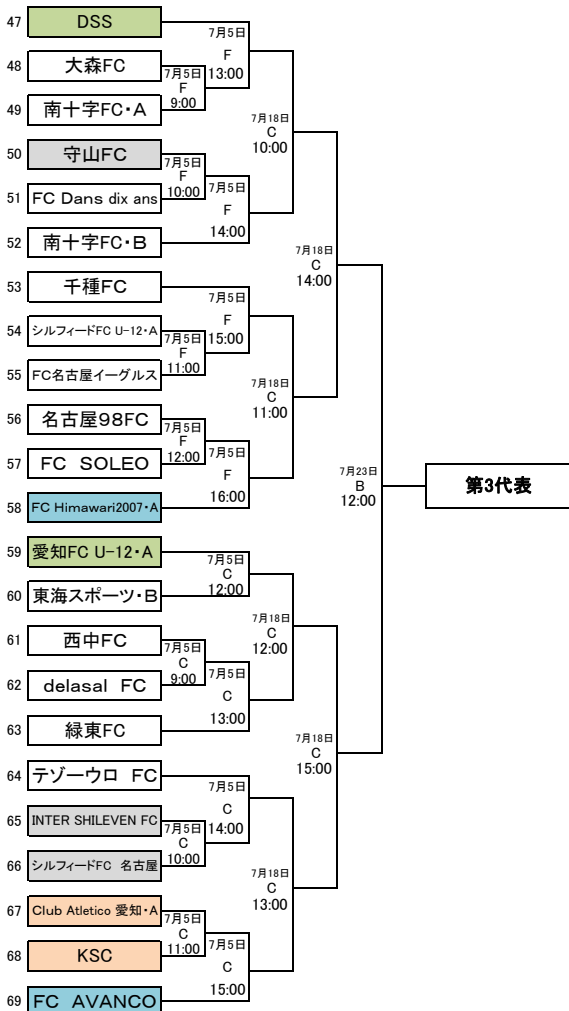 47 DSS
48 大森FC
49 南十字FC・A
50 守山FC
51 FC Dans dix ans
52 南十字FC・B
53 千種FC
54 シルフィードFC U-12・A
55 FC名古屋イーグルス
56 名古屋98FC
57 FC SOLEO
58 FC Himawari2007・A
59 愛知FC U-12・A
60 東海スポーツ・B
61 西中FC
62 delasal FC
63 緑東FC
64 テゾーウロ FC
65 INTER SHILEVEN FC
66 シルフィードFC 名古屋
67 Club Atletico 愛知・A
68 KSC
69 FC AVANCO
7月5日
F
9:00
7月5日
F
10:00
7月5日
F
11:00
7月5日
F
12:00
7月5日
C
9:00
7月5日
C
10:00
7月5日
C
11:00
7月5日
F
13:00
7月5日
F
14:00
7月5日
F
15:00
7月5日
F
16:00
7月5日
C
12:00
7月5日
C
13:00
7月5日
C
14:00
7月5日
C
15:00
7月18日
C
10:00
7月18日
C
11:00
7月18日
C
12:00
7月18日
C
13:00
7月18日
C
14:00
7月18日
C
15:00
7月23日
B
12:00
第3代表